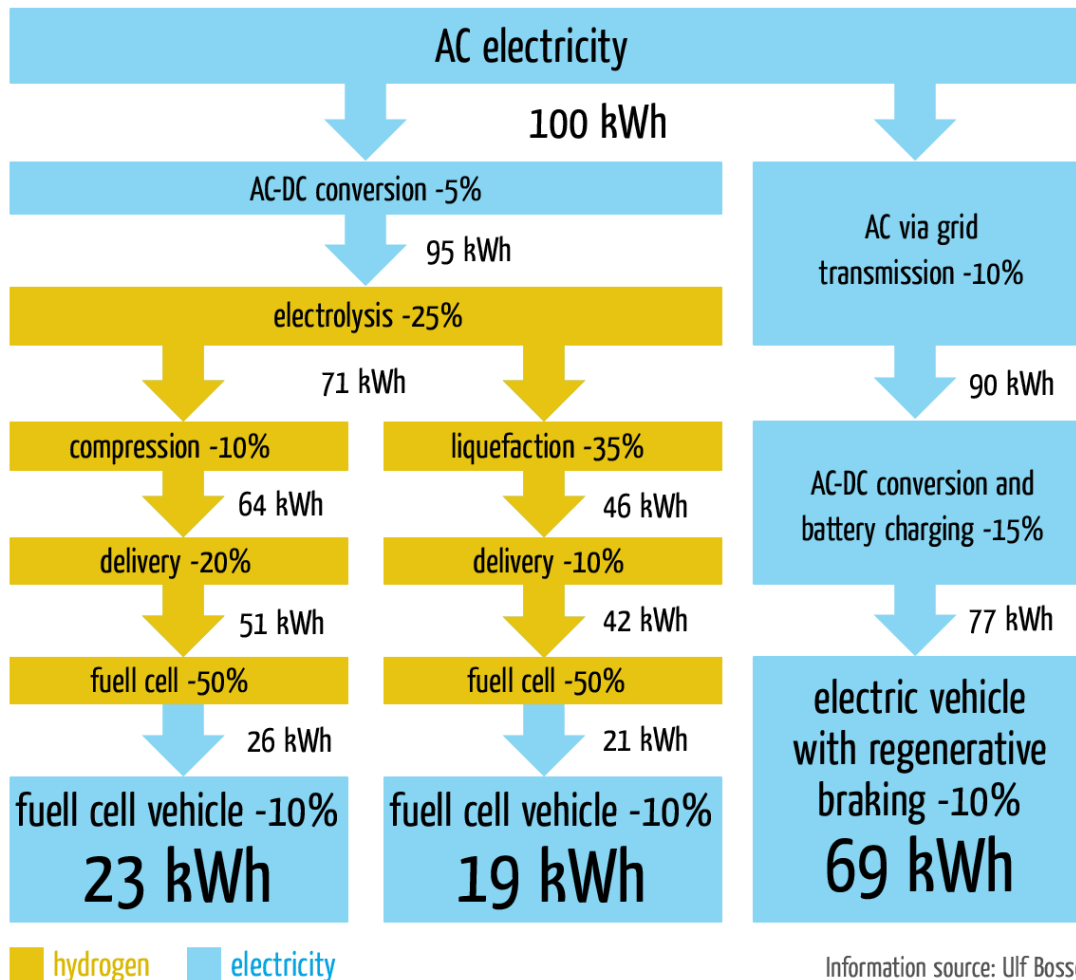 AC electricity
100 kWh
AC-DC conversion -5%
95 kWh
electrolysis -25%
71 kWh
compression -10%
64 kWh
delivery -20%
51 kWh
fuell cell -50%
26 kWh
fuell cell vehicle -10%
23 kWh
liquefaction -35%
46 kWh
delivery -10%
42 kWh
fuell cell -50%
21 kWh
fuell cell vehicle -10%
19 kWh
AC via grid
transmission -10%
90 kWh
AC-DC conversion and
battery charging -15%
77 kWh
electric vehicle
with regenerative
braking -10%
69 kWh
hydrogen
electricity
Information source: Ulf Bosse